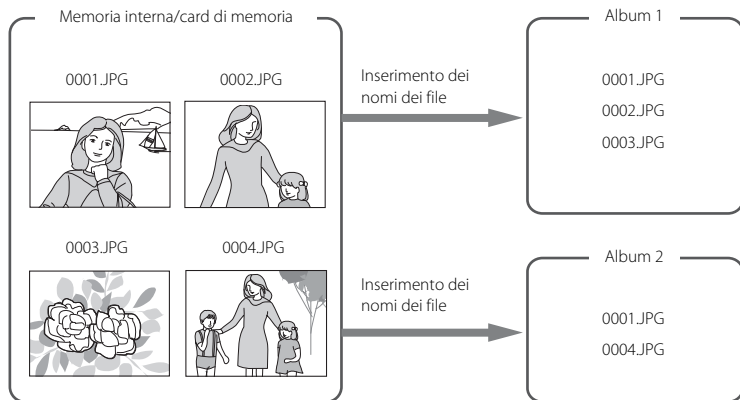 Memoria interna/card di memoria
0001.JPG
0002.JPG
0003.JPG
0004.JPG
Inserimento dei
nomi dei file
Album 1
0001.JPG
0002.JPG
0003.JPG
Inserimento dei
nomi dei file
Album 2
0001.JPG
0004.JPG